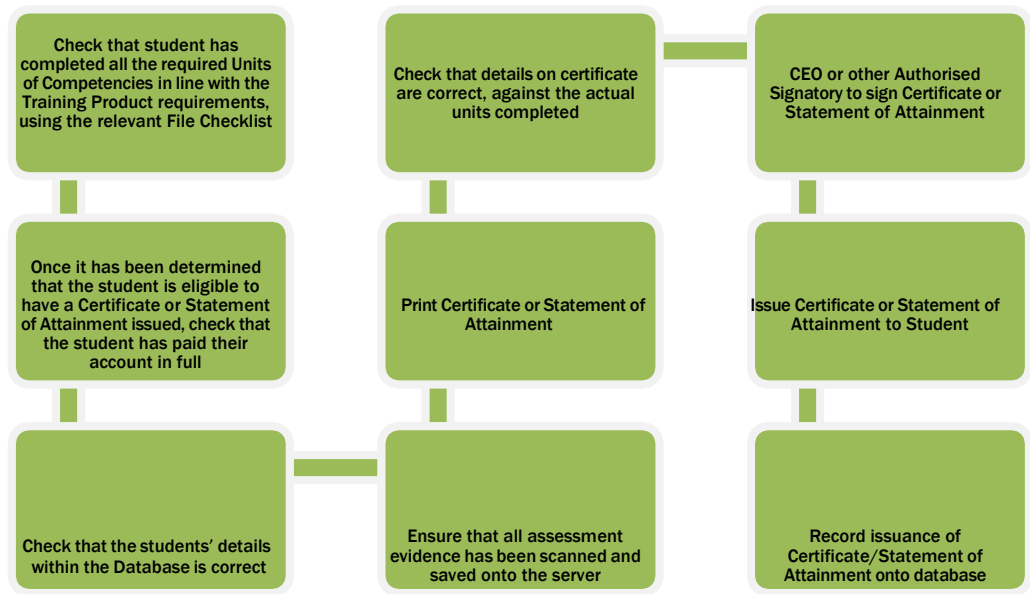 Check that student has
completed all the required Units
of Competencies in line with the
Training Product requirements,
using the relevant File Checklist
Once it has been determined
that the student is eligible to
have a Certificate or Statement
of Attainment issued, check that
the student has paid their
account in full
Check that the students’ details
within the Database is correct
Ensure that all assessment
evidence has been scanned and
saved onto the server
Print Certificate or Statement of
Attainment
Check that details on certificate
are correct, against the actual
units completed
CEO or other Authorised
Signatory to sign Certificate or
Statement of Attainment
Issue Certificate or Statement of
Attainment to Student
Record issuance of
Certificate/Statement of
Attainment onto database